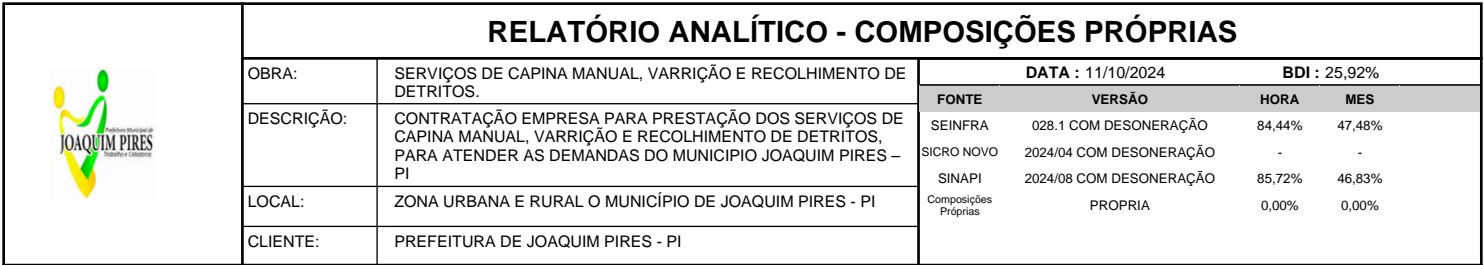 RELATÓRIO ANALÍTICO - COMPOSIÇÕES PRÓPRIAS
Prefeitura Municipal de
JOAQUIM PIRES
Trabalho e Cidadania
OBRA: SERVIÇOS DE CAPINA MANUAL, VARRIÇÃO E RECOLHIMENTO DE
DETRITOS.
DESCRIÇÃO: CONTRATAÇÃO EMPRESA PARA PRESTAÇÃO DOS SERVIÇOS DE
CAPINA MANUAL, VARRIÇÃO E RECOLHIMENTO DE DETRITOS,
PARA ATENDER AS DEMANDAS DO MUNICIPIO JOAQUIM PIRES –
PI
LOCAL: ZONA URBANA E RURAL O MUNICÍPIO DE JOAQUIM PIRES - PI
CLIENTE: PREFEITURA DE JOAQUIM PIRES - PI
DATA : 11/10/2024 BDI : 25,92%
FONTE VERSÃO HORA MES
SEINFRA 028.1 COM DESONERAÇÃO 84,44% 47,48%
SICRO NOVO 2024/04 COM DESONERAÇÃO - -
SINAPI 2024/08 COM DESONERAÇÃO 85,72% 46,83%
Composições
Próprias PROPRIA 0,00% 0,00%